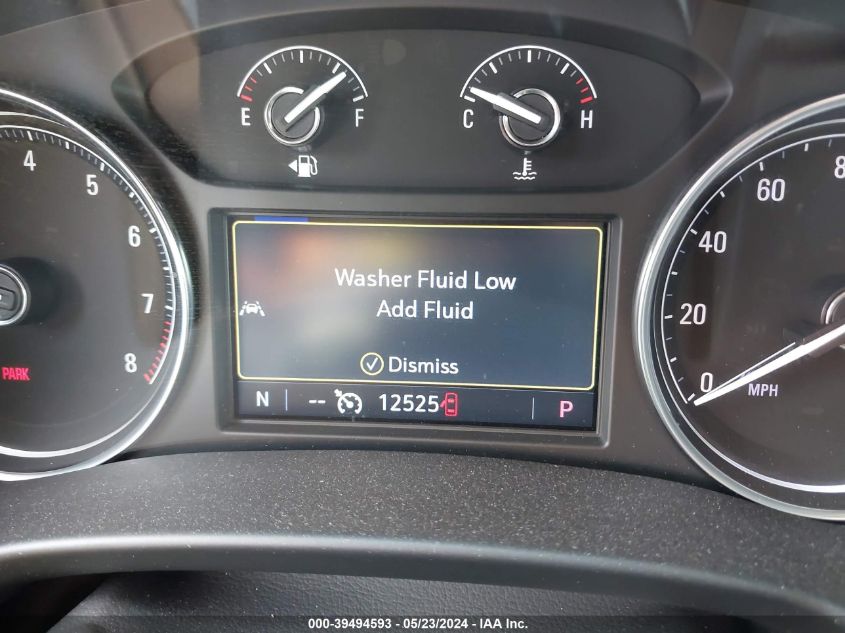 E F
C H
4
5
6
7
8
PARK
Washer Fluid Low
Add Fluid
Dismiss
N -- 12525 P
0
20
40
60
MPH
000-39494593 - 05/23/2024 - IAA Inc.